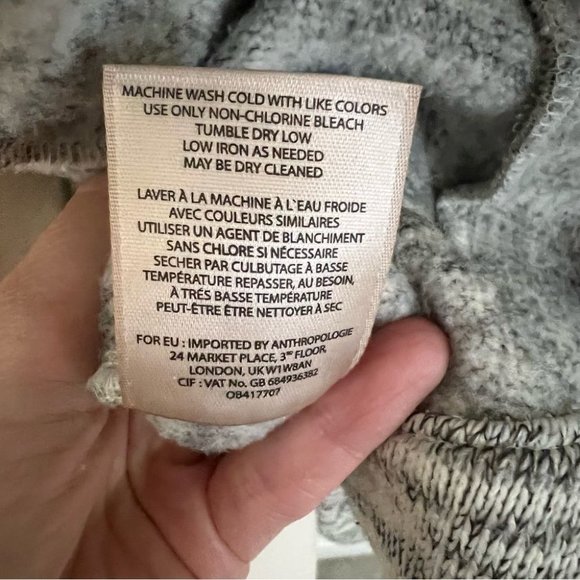 MACHINE WASH COLD WITH LIKE COLORS
USE ONLY NON-CHLORINE BLEACH
TUMBLE DRY LOW
LOW IRON AS NEEDED
MAY BE DRY CLEANED
LAVER À LA MACHINE À L`EAU FROIDE
AVEC COULEURS SIMILAIRES
UTILISER UN AGENT DE BLANCHIMENT
SANS CHLORE SI NÉCESSAIRE
SECHER PAR CULBUTAGE À BASSE
TEMPÉRATURE REPASSER, AU BESOIN,
À TRÉS BASSE TEMPÉRATURE
PEUT-ÊTRE ÊTRE NETTOYER À SEC
FOR EU : IMPORTED BY ANTHROPOLOGIE
24 MARKET PLACE, 3RD FLOOR,
LONDON, UK W1W8AN
CIF : VAT No. GB 684936382
OB417707